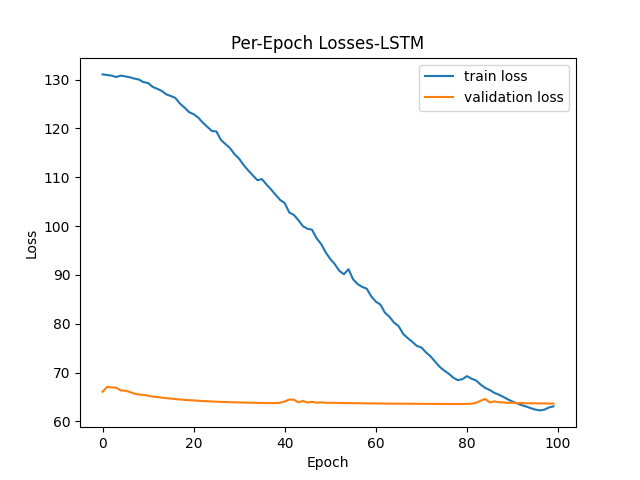 Per-Epoch Losses-LSTM
train loss
validation loss
130
120
110
100
90
80
70
60
Loss
0 20 40 60 80 100
Epoch